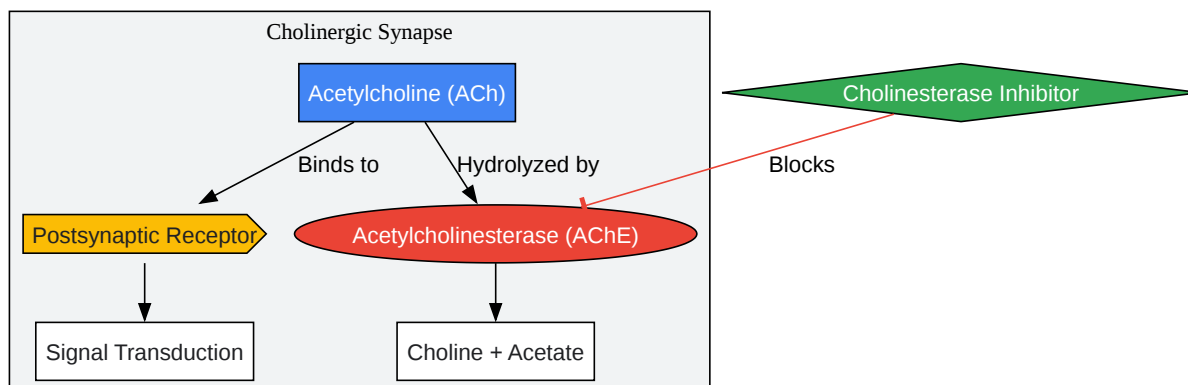 Cholinergic Synapse
Acetylcholine (ACh)
Cholinesterase Inhibitor
Binds to
Hydrolyzed by
Blocks
Postsynaptic Receptor
Acetylcholinesterase (AChE)
Signal Transduction
Choline + Acetate